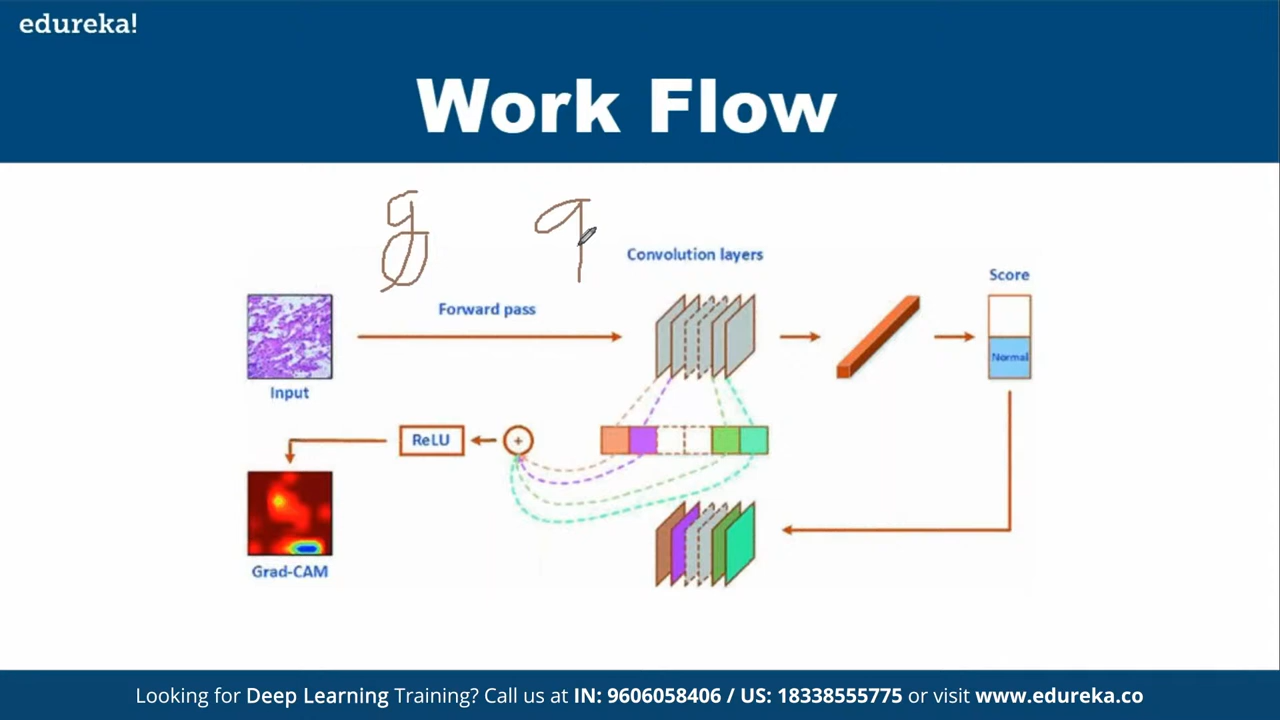 edureka!
Work Flow
g 9
Convolution layers
Score
Forward pass
Normal
Input
ReLU
+
Grad-CAM
Looking for Deep Learning Training? Call us at IN: 9606058406 / US: 18338555775 or visit www.edureka.co